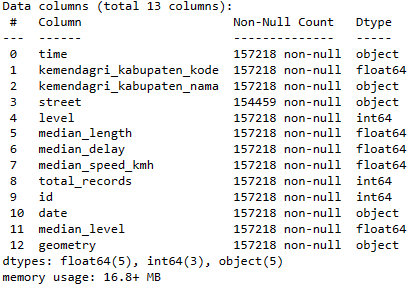 Data columns (total 13 columns):
 #   Column                     Non-Null Count   Dtype
---  ------                     --------------   -----
 0   time                       157218 non-null  object
 1   kemendagri_kabupaten_kode  157218 non-null  float64
 2   kemendagri_kabupaten_nama  157218 non-null  object
 3   street                     154459 non-null  object
 4   level                      157218 non-null  int64
 5   median_length              157218 non-null  float64
 6   median_delay               157218 non-null  float64
 7   median_speed_kmh           157218 non-null  float64
 8   total_records              157218 non-null  int64
 9   id                         157218 non-null  int64
 10  date                       157218 non-null  object
 11  median_level               157218 non-null  float64
 12  geometry                   157218 non-null  object
dtypes: float64(5), int64(3), object(5)
memory usage: 16.8+ MB